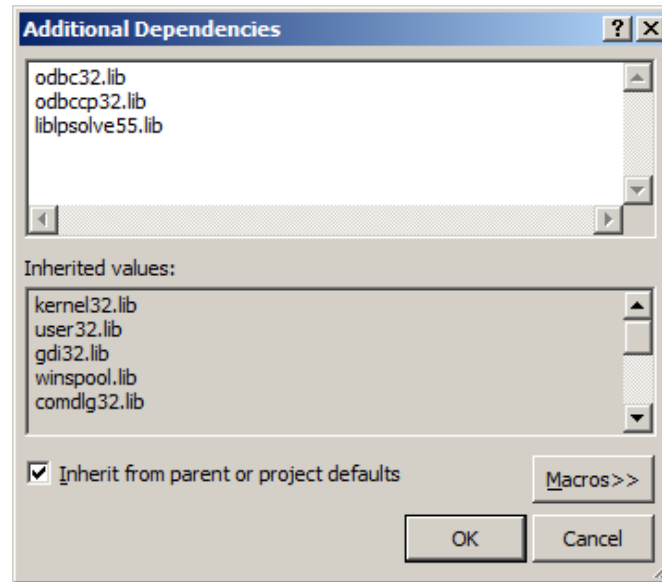 Additional Dependencies
odbc32.lib
odbccp32.lib
liblpsolve55.lib
Inherited values:
kernel32.lib
user32.lib
gdi32.lib
winspool.lib
comdlg32.lib
Inherit from parent or project defaults
Macros>>
OK
Cancel